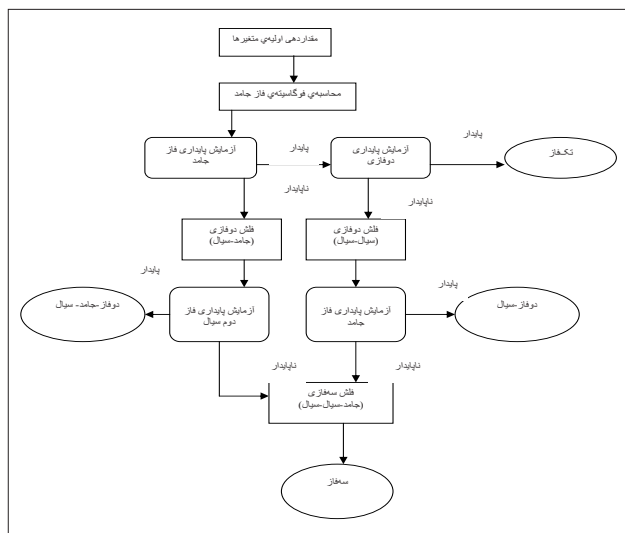 مقداردهی اولیه‌ي متغیرها
محاسبه‌ي فوگاسیته‌ي فاز جامد
آزمایش پایداری فاز
جامد
پایدار
آزمایش پایداری
دوفازی
پایدار
تک‌فاز
ناپایدار
ناپایدار
فلش دوفازی
(جامد-سیال)
فلش دوفازی
(سیال-سیال)
پایدار
پایدار
دوفاز-جامد- سیال
آزمایش پایداری فاز
دوم سیال
آزمایش پایداری فاز
جامد
دوفاز-سیال
ناپایدار
ناپایدار
فلش سه‌فازی
(جامد-سیال-سیال)
سه‌فاز